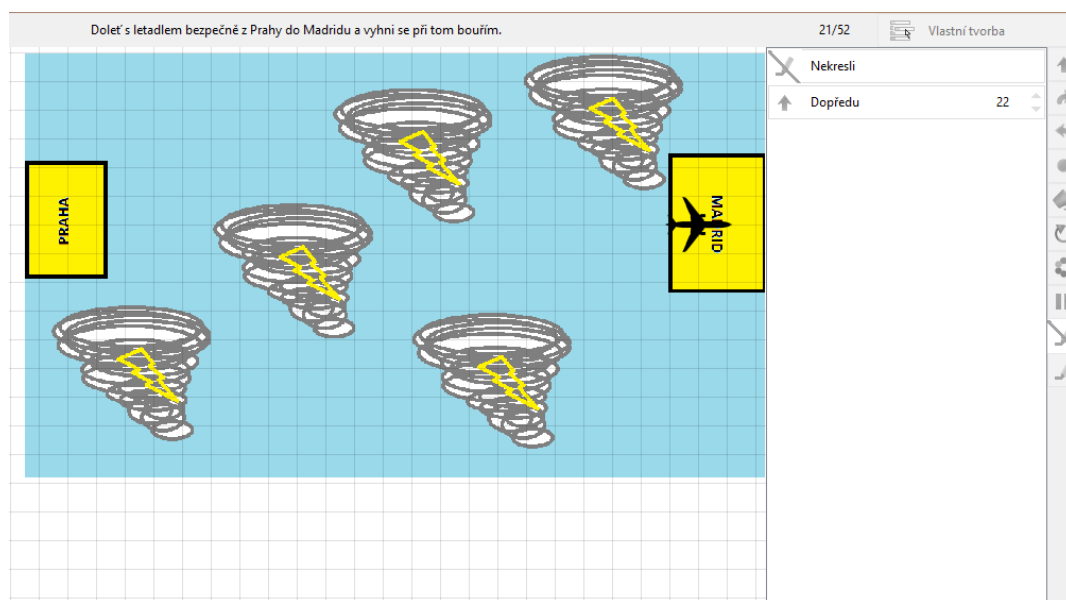 Doleť s letadlem bezpečně z Prahy do Madridu a vyhni se při tom bouřím.
21/52
Vlastní tvorba
Nekresli
Dopředu 22
PRAHA
MADRID